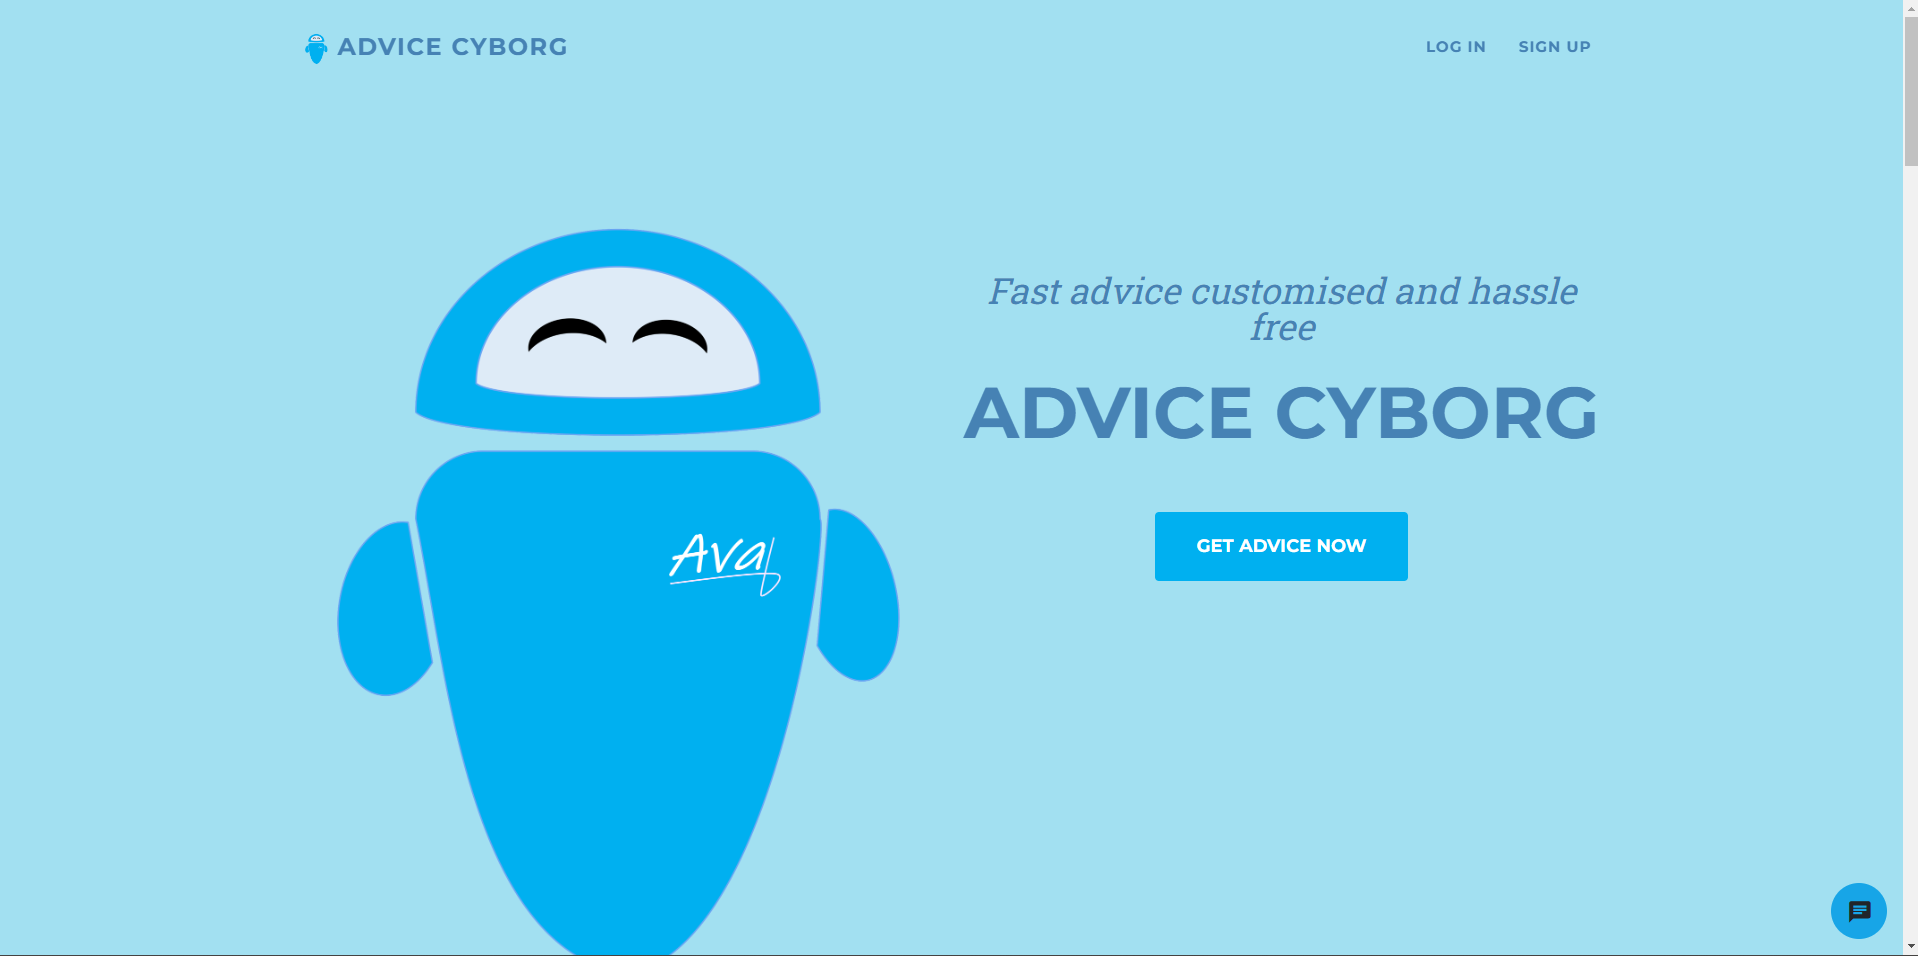 ADVICE CYBORG
LOG IN
SIGN UP
Fast advice customised and hassle
free
ADVICE CYBORG
GET ADVICE NOW
Ava